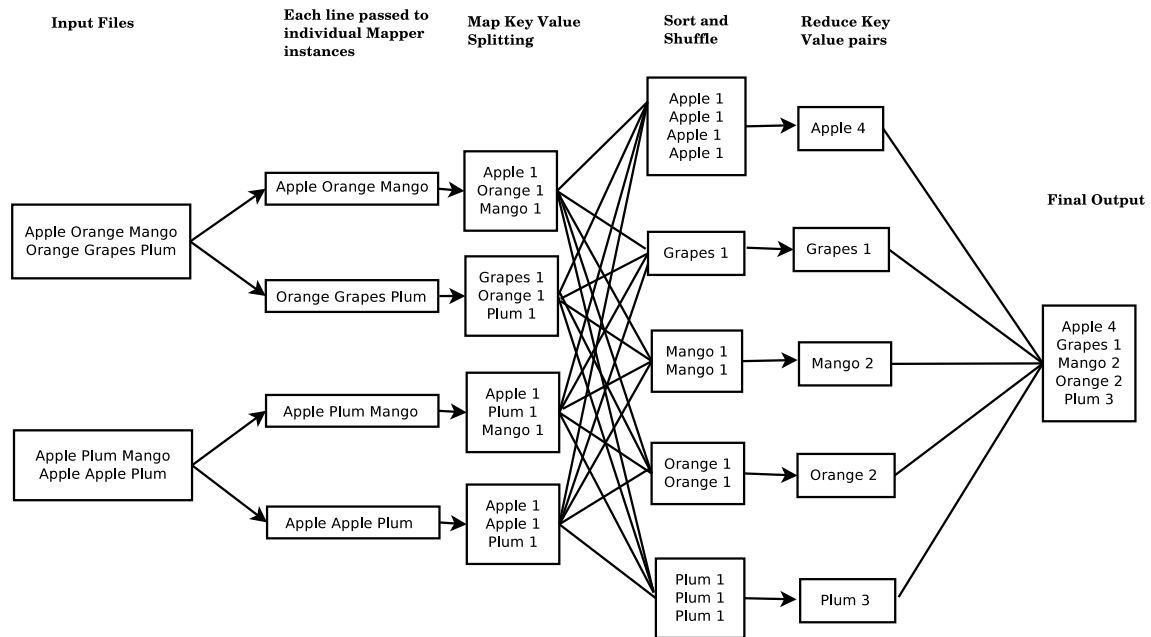 Input Files
Each line passed to
individual Mapper
instances
Map Key Value
Splitting
Sort and
Shuffle
Reduce Key
Value pairs
Final Output
Apple Orange Mango
Orange Grapes Plum
Apple Plum Mango
Apple Apple Plum
Apple Orange Mango
Orange Grapes Plum
Apple Plum Mango
Apple Apple Plum
Apple 1
Orange 1
Mango 1
Grapes 1
Orange 1
Plum 1
Apple 1
Plum 1
Mango 1
Apple 1
Apple 1
Plum 1
Apple 1
Apple 1
Apple 1
Apple 1
Grapes 1
Mango 1
Mango 1
Orange 1
Orange 1
Plum 1
Plum 1
Plum 1
Apple 4
Grapes 1
Mango 2
Orange 2
Plum 3
Apple 4
Grapes 1
Mango 2
Orange 2
Plum 3